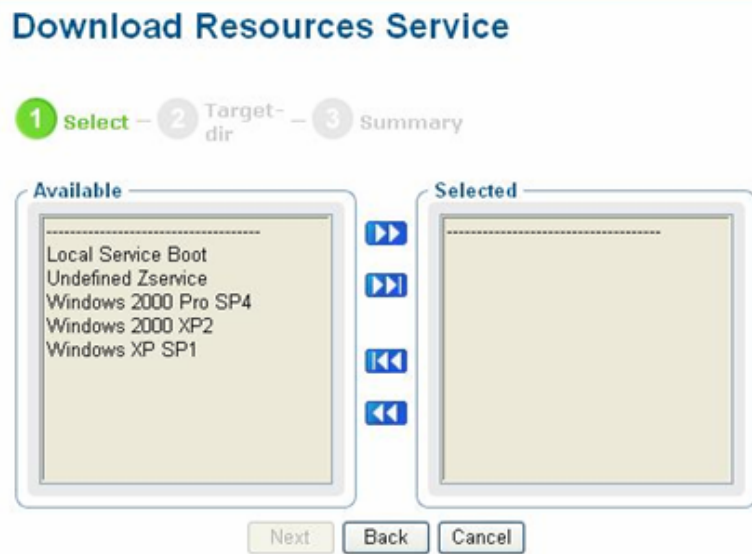 Download Resources Service
1 Select – 2 Target-dir – 3 Summary
Available
------------------------------------
Local Service Boot
Undefined Zservice
Windows 2000 Pro SP4
Windows 2000 XP2
Windows XP SP1
Selected
------------------------------------
Next Back Cancel